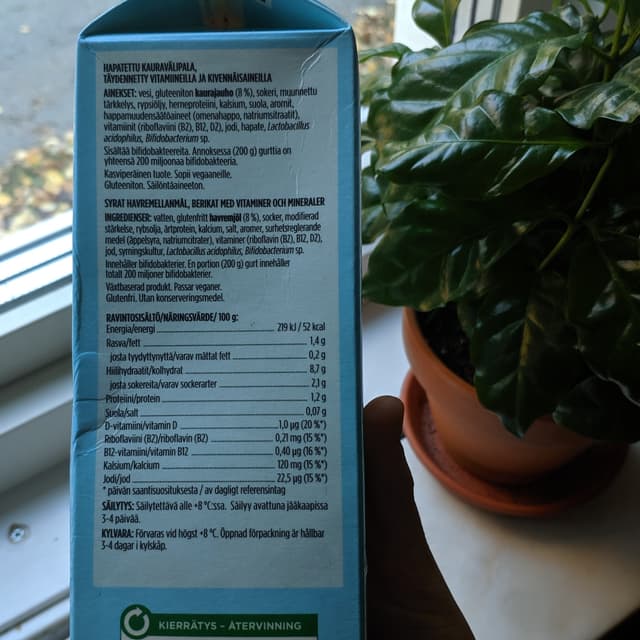 HAPATETTU KAURAVÄLIPALA,
TÄYDENNETTY VITAMIINEILLA JA KIVENNÄISAINEILLA
AINEKSET: vesi, gluteeniton kaurajauho (8 %), sokeri, muunnettu
tärkkelys, rypsiöljy, herneproteiini, kalsium, suola, aromit,
happamuudensäätöaineet (omenahappo, natriumsitraatit),
vitamiinit (riboflaviini (B2), B12, D2), jodi, hapate, Lactobacillus
acidophilus, Bifidobacterium sp.
Sisältää bifidobakteereita. Annoksessa (200 g) gurttia on
yhteensä 200 miljoonaa bifidobakteeria.
Kasviperäinen tuote. Sopii vegaaneille.
Gluteeniton. Säilöntäaineeton.
SYRAT HAVREMELLANMÅL, BERIKAT MED VITAMINER OCH MINERALER
INGREDIENSER: vatten, glutenfritt havremjöl (8 %), socker, modifierad
stärkelse, rybsolja, ärtprotein, kalcium, salt, aromer, surhetsreglerande
medel (äppelsyra, natriumcitrater), vitaminer (riboflavin (B2), B12, D2),
jod, syrningskultur, Lactobacillus acidophilus, Bifidobacterium sp.
Innehåller bifidobakterier. En portion (200 g) gurt innehåller
totalt 200 miljoner bifidobakterier.
Växtbaserad produkt. Passar veganer.
Glutenfri. Utan konserveringsmedel.
RAVINTOSISÄLTÖ/NÄRINGSVÄRDE/ 100 g:
Energia/energi 219 kJ / 52 kcal
Rasva/fett 1,4 g
josta tyydyttynyttä/varav mättat fett 0,2 g
Hiilihydraatit/kolhydrat 8,7 g
josta sokereita/varav sockerarter 2,1 g
Proteiini/protein 1,2 g
Suola/salt 0,07 g
D-vitamiini/vitamin D 1,0 µg (20 %*)
Riboflaviini (B2)/riboflavin (B2) 0,21 mg (15 %*)
B12-vitamiini/vitamin B12 0,40 µg (16 %*)
Kalsium/kalcium 120 mg (15 %*)
Jodi/jod 22,5 µg (15 %*)
* päivän saantisuosituksesta / av dagligt referensintag
SÄILYTYS: Säilytettävä alle +8 °C:ssa. Säilyy avattuna jääkaapissa
3-4 päivää.
KYLVARA: Förvaras vid högst +8 °C. Öppnad förpackning är hållbar
3-4 dagar i kylskåp.
KIERRÄTYS - ÅTERVINNING